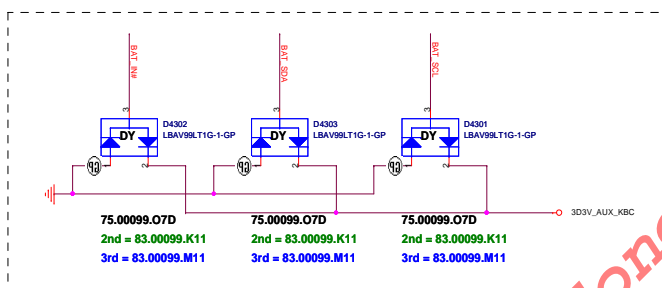 BAT_IN#
BAT_SDA
BAT_SCL
3
3
3
D4302
LBAV99LT1G-1-GP
D4303
LBAV99LT1G-1-GP
D4301
LBAV99LT1G-1-GP
DY
DY
DY
2
2
2
3D3V_AUX_KBC
75.00099.O7D
75.00099.O7D
75.00099.O7D
2nd = 83.00099.K11
2nd = 83.00099.K11
2nd = 83.00099.K11
3rd = 83.00099.M11
3rd = 83.00099.M11
3rd = 83.00099.M11